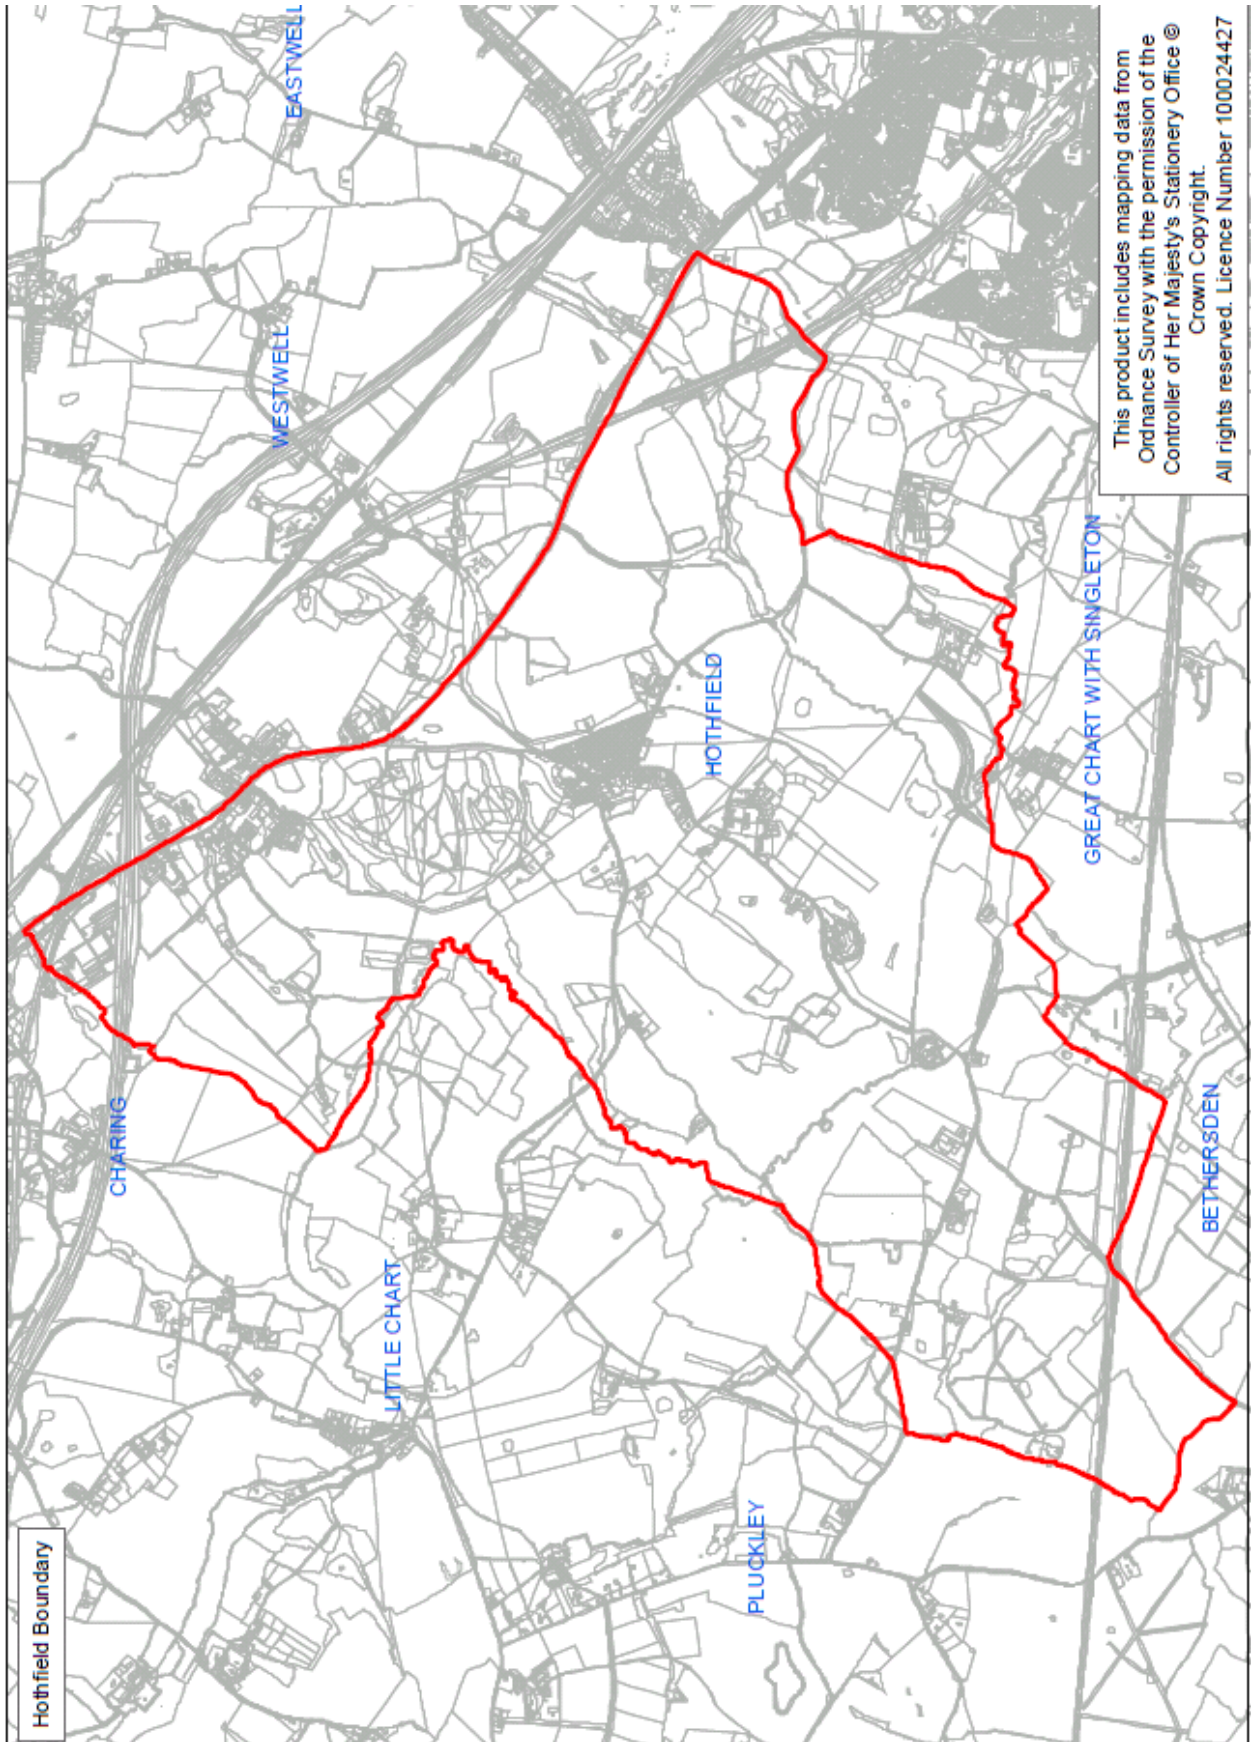 Hothfield Boundary
CHARING
WESTWELL
EASTWELL
LITTLE CHART
HOTHFIELD
PLUCKLEY
GREAT CHART WITH SINGLETON
BETHERSDEN
This product includes mapping data from
Ordnance Survey with the permission of the
Controller of Her Majesty's Stationery Office ©
Crown Copyright.
All rights reserved. Licence Number 100024427